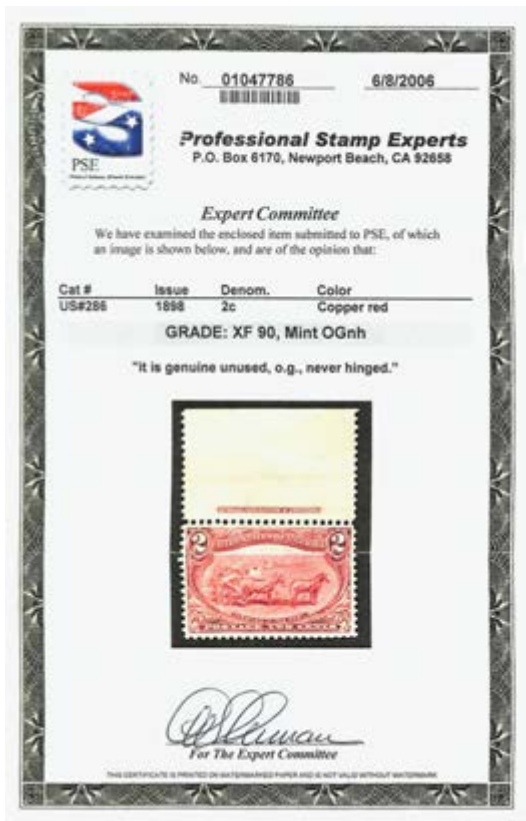 No. 01047786 6/8/2006
PSE
Professional Stamp Experts
P.O. Box 6170, Newport Beach, CA 92658
Expert Committee
We have examined the enclosed item submitted to PSE, of which
an image is shown below, and are of the opinion that:
Cat # Issue Denom. Color
US#286 1898 2c Copper red
GRADE: XF 90, Mint OGnh
"it is genuine unused, o.g., never hinged."
2 2
POSTAGE TWO CENTS
For The Expert Committee
THIS CERTIFICATE IS PRINTED ON WATERMARKED PAPER AND IS NOT VALID WITHOUT WATERMARK